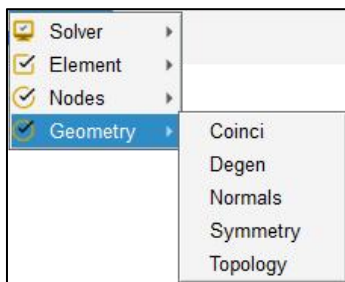 Solver
Element
Nodes
Geometry
Coinci
Degen
Normals
Symmetry
Topology